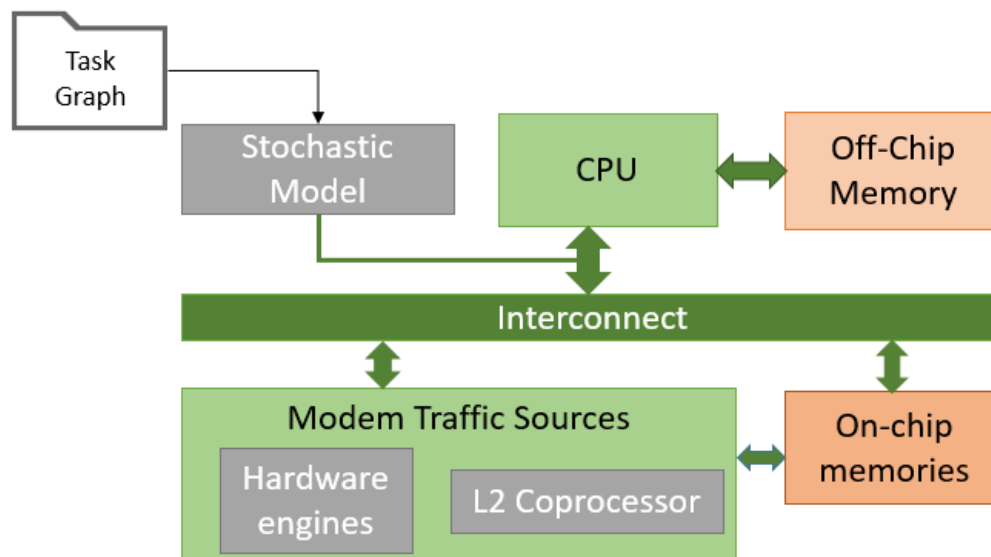 Task
Graph
Stochastic
Model
CPU
Off-Chip
Memory
Interconnect
Modem Traffic Sources
Hardware
engines
L2 Coprocessor
On-chip
memories